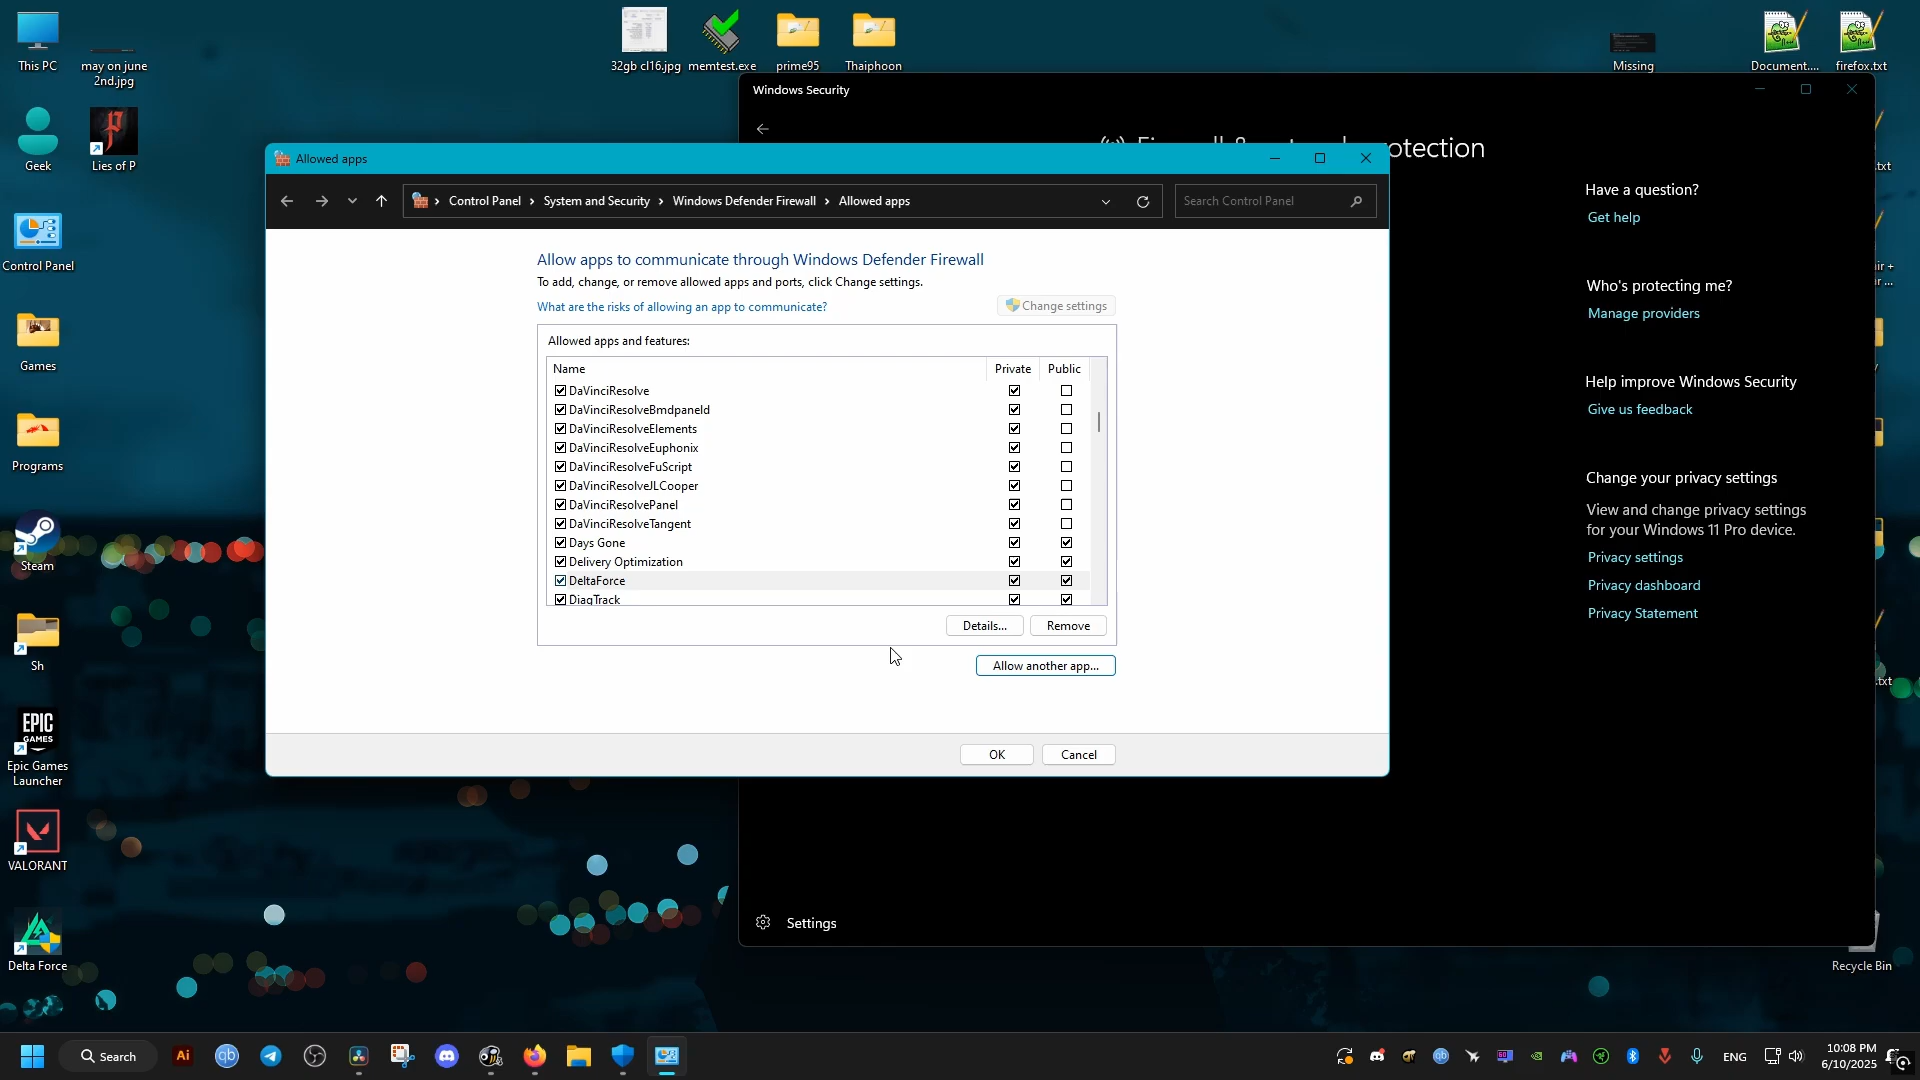 This PC
may on june
2nd.jpg
32gb cl16.jpg
memtest.exe
prime95
Thaiphoon
Missing
Document....
firefox.txt
Geek
Lies of P
Control Panel
Games
Programs
Steam
Sh
EPIC
GAMES
Epic Games
Launcher
VALORANT
Delta Force
Recycle Bin
.txt
.txt
Windows Security
otection
Have a question?
Get help
Who's protecting me?
Manage providers
Help improve Windows Security
Give us feedback
Change your privacy settings
View and change privacy settings
for your Windows 11 Pro device.
Privacy settings
Privacy dashboard
Privacy Statement
Settings
Allowed apps
Control Panel
System and Security
Windows Defender Firewall
Allowed apps
Search Control Panel
Allow apps to communicate through Windows Defender Firewall
To add, change, or remove allowed apps and ports, click Change settings.
What are the risks of allowing an app to communicate?
Change settings
Allowed apps and features:
Name Private Public
DaVinciResolve
DaVinciResolveBmdpaneld
DaVinciResolveElements
DaVinciResolveEuphonix
DaVinciResolveFuScript
DaVinciResolveJLCooper
DaVinciResolvePanel
DaVinciResolveTangent
Days Gone
Delivery Optimization
DeltaForce
DiagTrack
Details...
Remove
Allow another app...
OK
Cancel
Search
Ai
qb
ENG
10:08 PM
6/10/2025